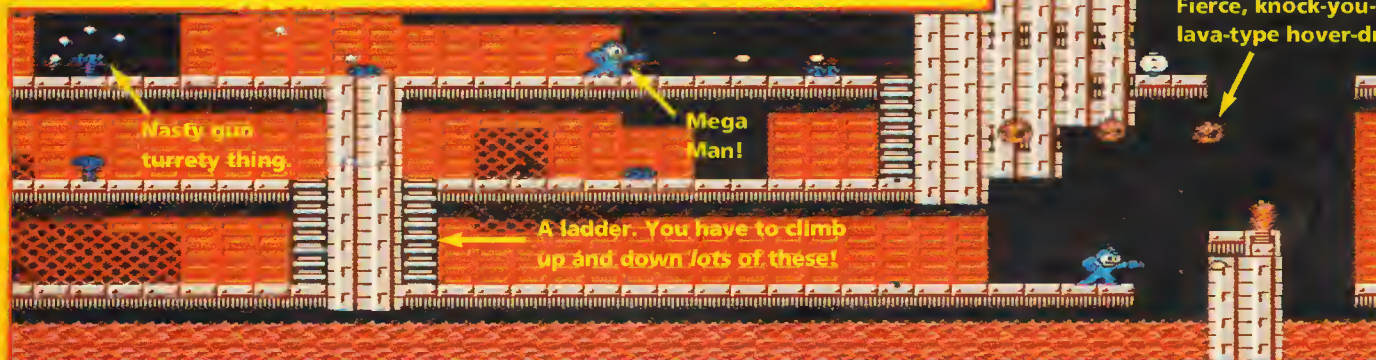 Fierce, knock-you-
lava-type hover-dr
Nasty gun
turrety thing.
Mega
Man!
A ladder. You have to climb
up and down lots of these!